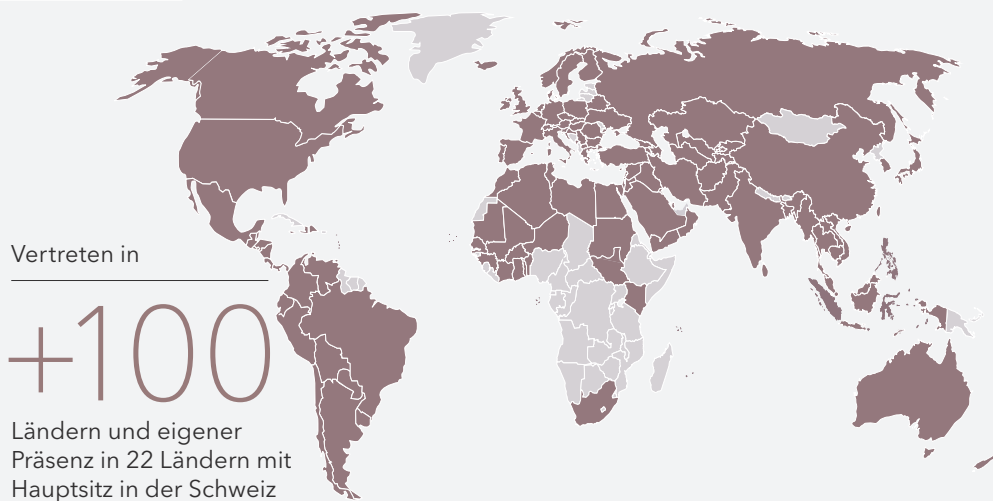 Vertreten in
+100
Ländern und eigener
Präsenz in 22 Ländern mit
Hauptsitz in der Schweiz